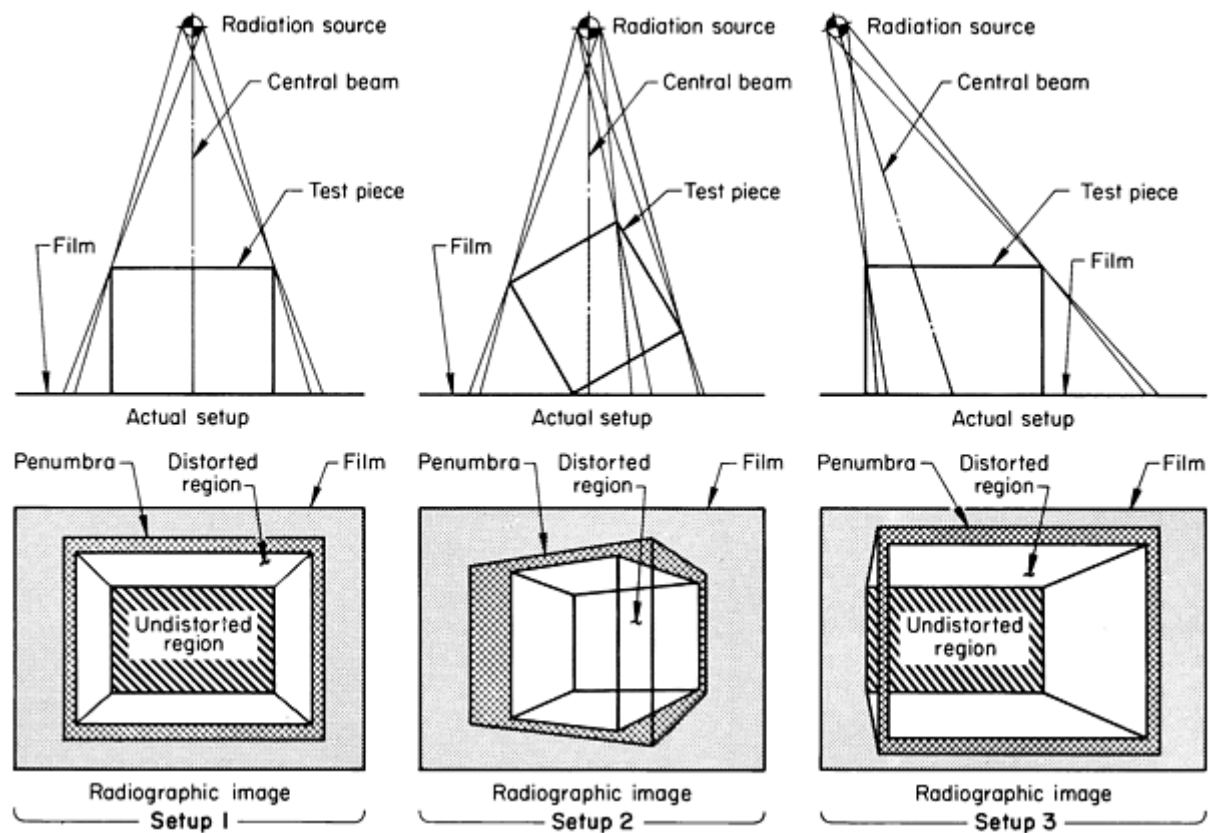 Radiation source
Central beam
Test piece
Film
Actual setup
Radiation source
Central beam
Test piece
Film
Actual setup
Radiation source
Central beam
Test piece
Film
Actual setup
Penumbra
Distorted
region
Film
Undistorted
region
Radiographic image
Setup 1
Penumbra
Distorted
region
Film
Radiographic image
Setup 2
Penumbra
Distorted
region
Film
Undistorted
region
Radiographic image
Setup 3